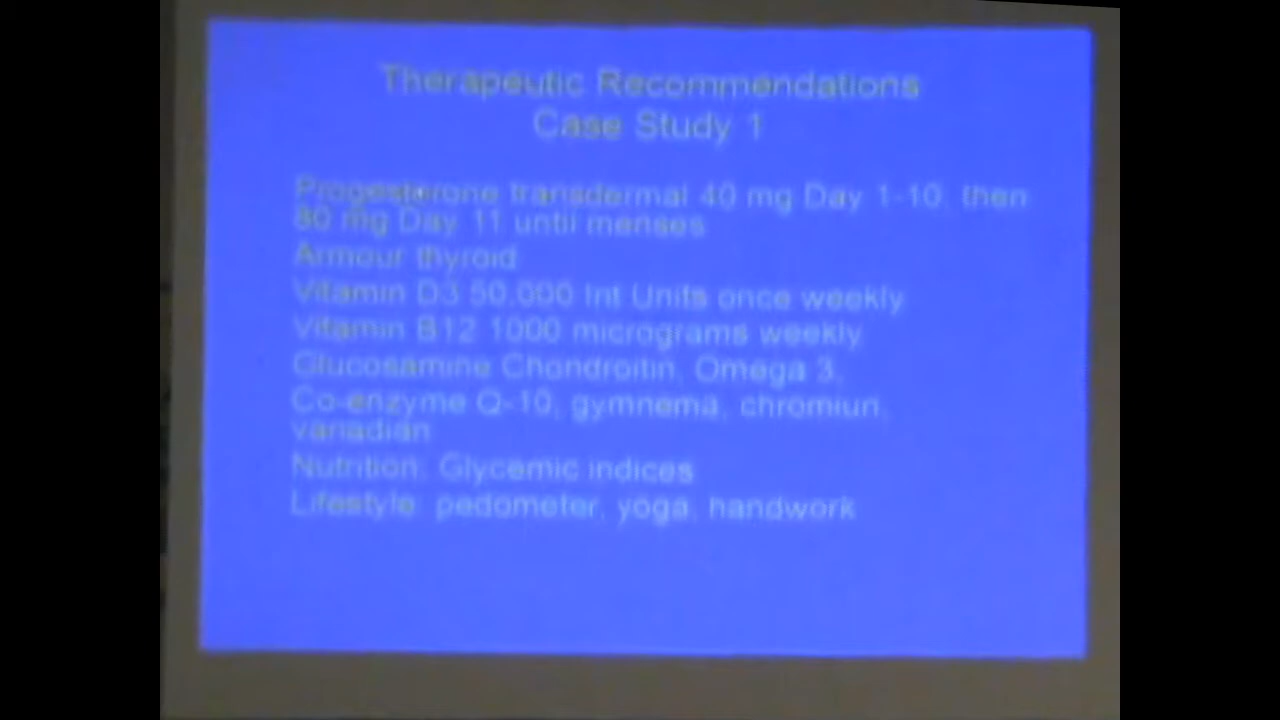 Therapeutic Recommendations
Case Study 1
Progesterone transdermal 40 mg Day 1-10, then
80 mg Day 11 until menses
Armour thyroid
Vitamin D3 50,000 Int Units once weekly
Vitamin B12 1000 micrograms weekly
Glucosamine Chondroitin, Omega 3,
Co-enzyme Q-10, gymnema, chromiun,
vanadian
Nutrition: Glycemic indices
Lifestyle: pedometer, yoga, handwork